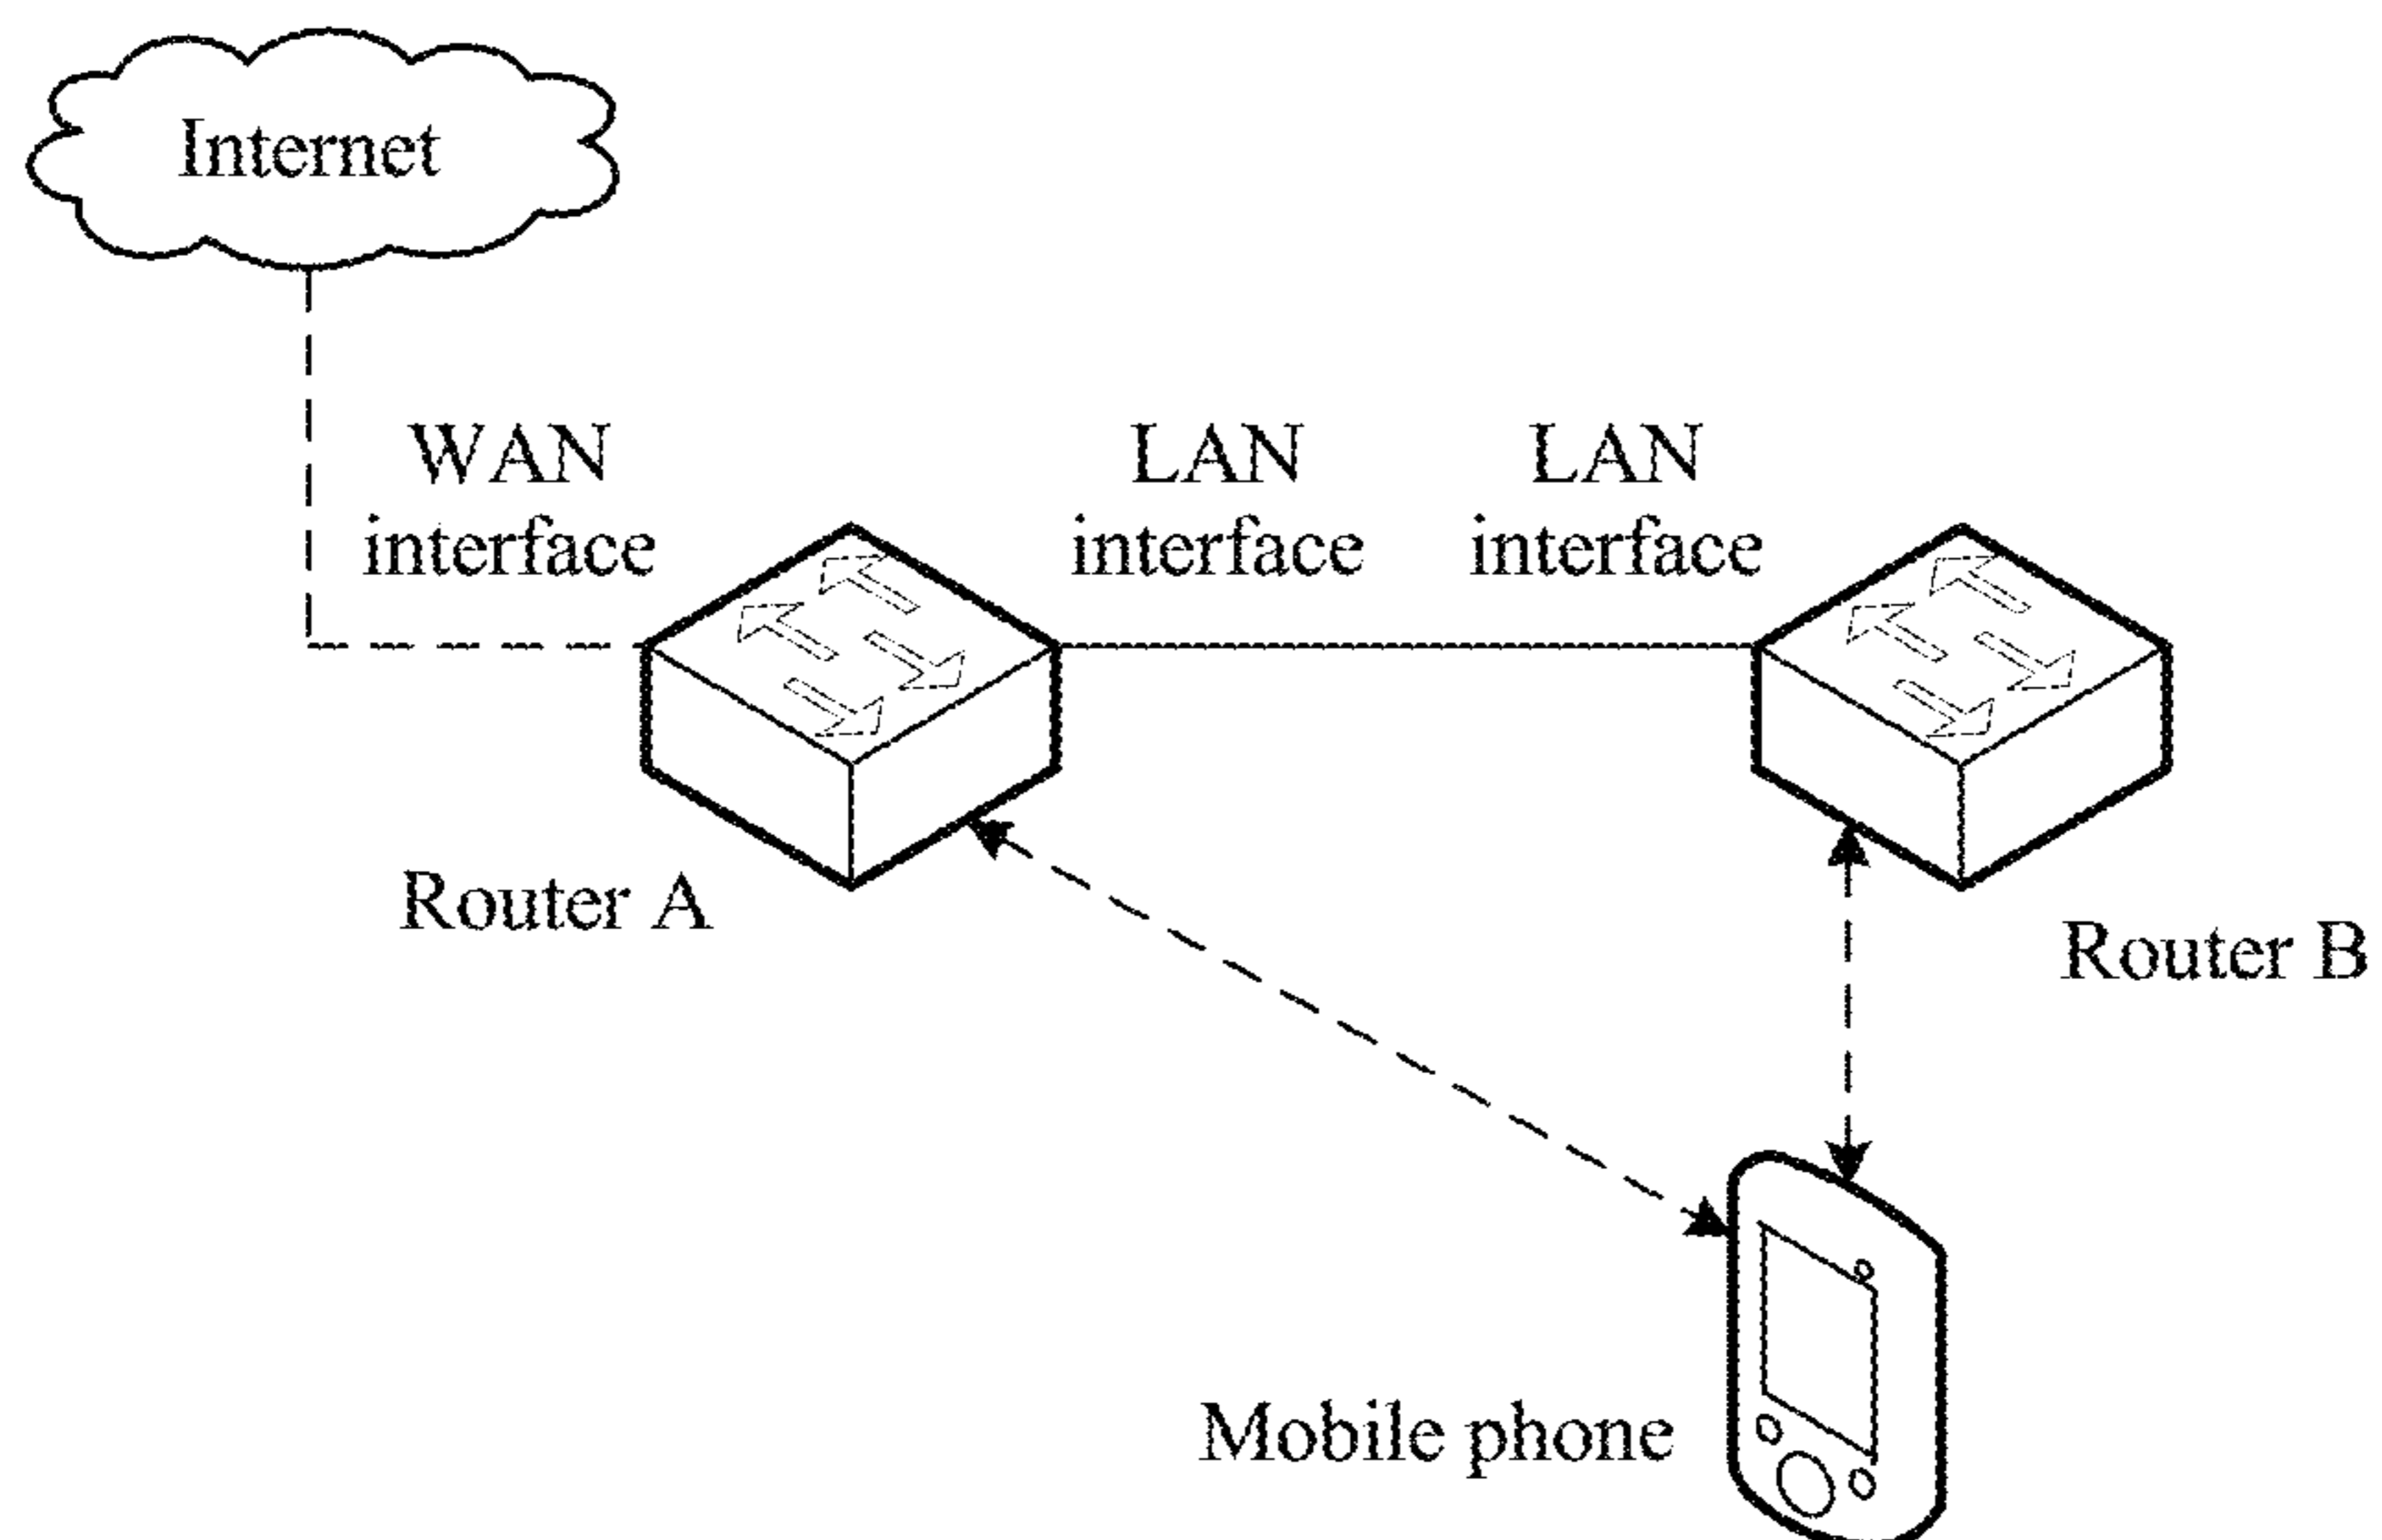 Internet
WAN
interface
LAN
interface
LAN
interface
Router A
Router B
Mobile phone